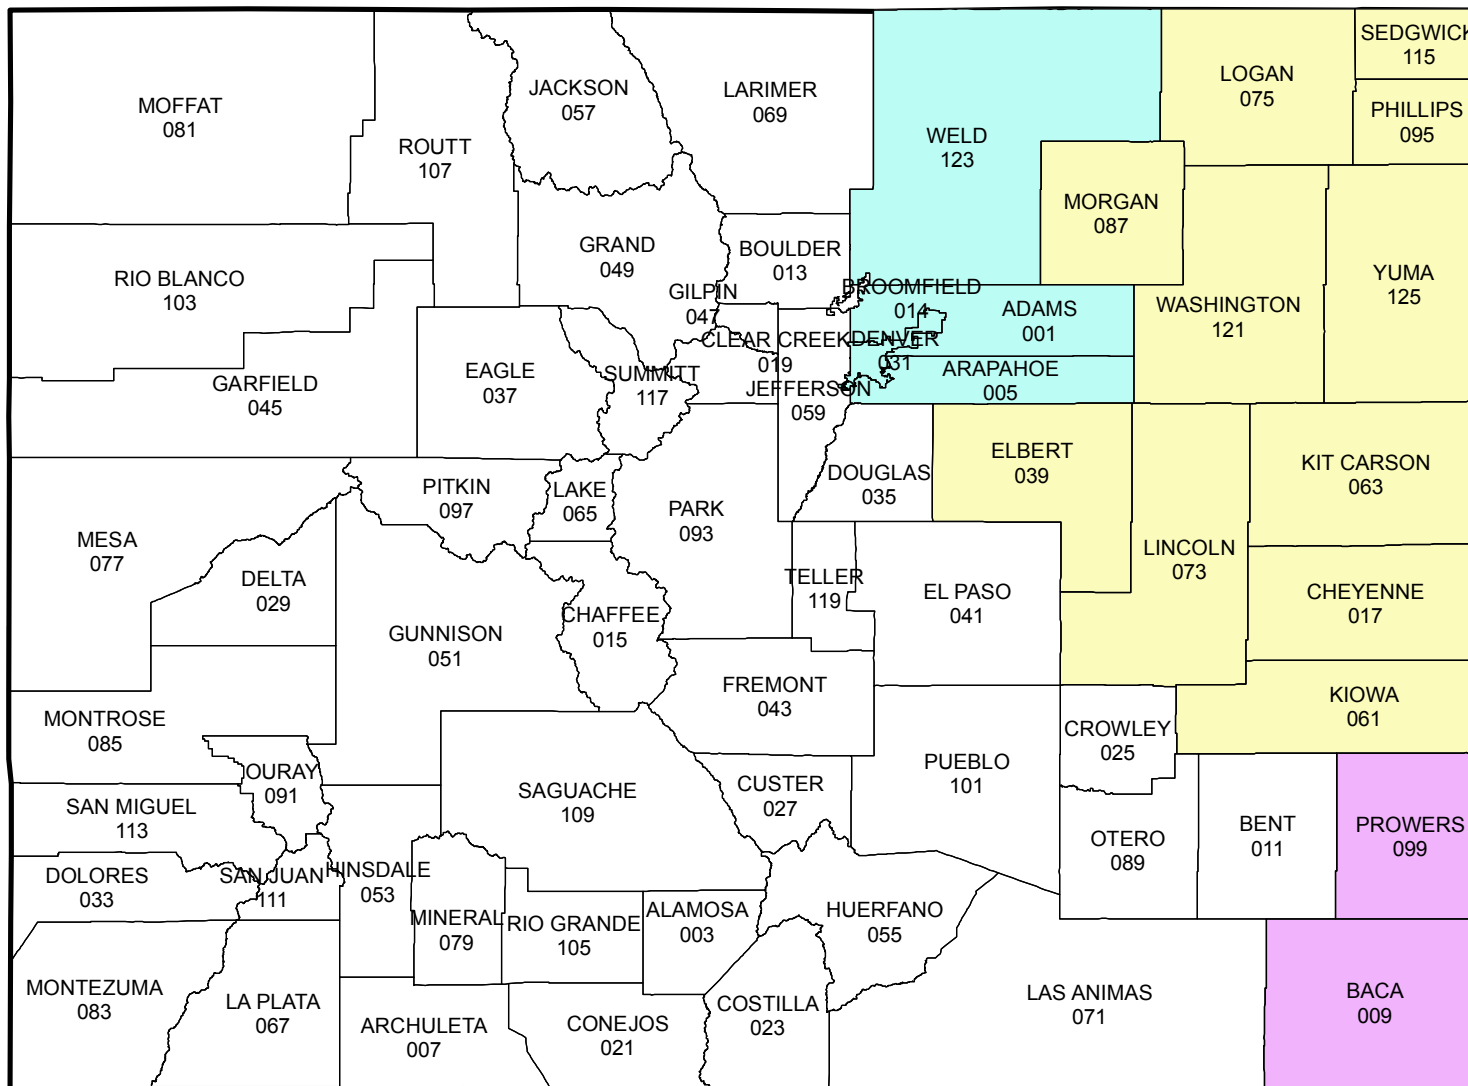 MOFFAT
081
ROUTT
107
JACKSON
057
LARIMER
069
WELD
123
LOGAN
075
SEDGWICK
115
PHILLIPS
095
MORGAN
087
RIO BLANCO
103
GRAND
049
BOULDER
013
GILPIN
047
BROOMFIELD
014
ADAMS
001
WASHINGTON
121
YUMA
125
GARFIELD
045
EAGLE
037
SUMMITT
117
CLEAR CREEK
019
DENVER
031
JEFFERSON
059
ARAPAHOE
005
MESA
077
PITKIN
097
LAKE
065
PARK
093
DOUGLAS
035
ELBERT
039
KIT CARSON
063
DELTA
029
GUNNISON
051
CHAFFEE
015
TELLER
119
EL PASO
041
LINCOLN
073
CHEYENNE
017
MONTROSE
085
FREMONT
043
KIOWA
061
OURAY
091
SAGUACHE
109
CUSTER
027
PUEBLO
101
CROWLEY
025
SAN MIGUEL
113
OTERO
089
BENT
011
PROWERS
099
DOLORES
033
SAN JUAN
111
HINSDALE
053
MINERAL
079
RIO GRANDE
105
ALAMOSA
003
HUERFANO
055
MONTEZUMA
083
LA PLATA
067
ARCHULETA
007
CONEJOS
021
COSTILLA
023
LAS ANIMAS
071
BACA
009